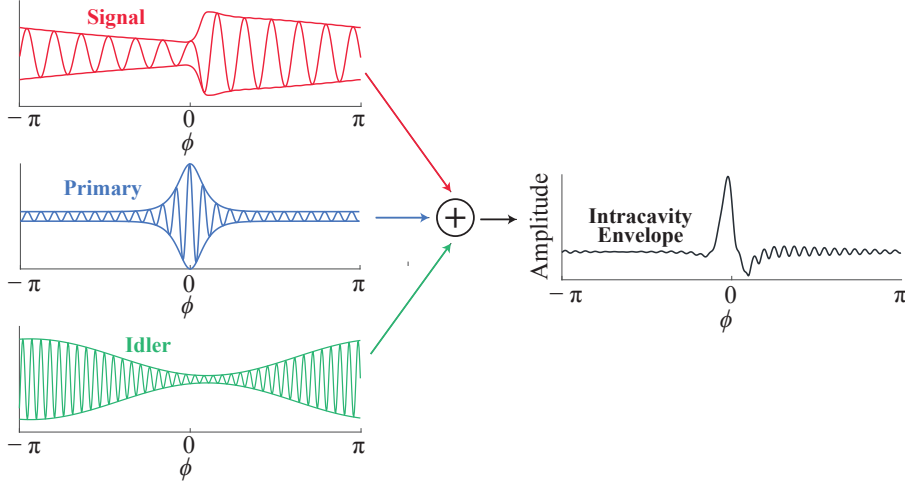 Signal
− π
0
π
ϕ
Primary
− π
0
π
ϕ
Idler
− π
0
π
ϕ
+
Amplitude
Intracavity
Envelope
− π
0
π
ϕ